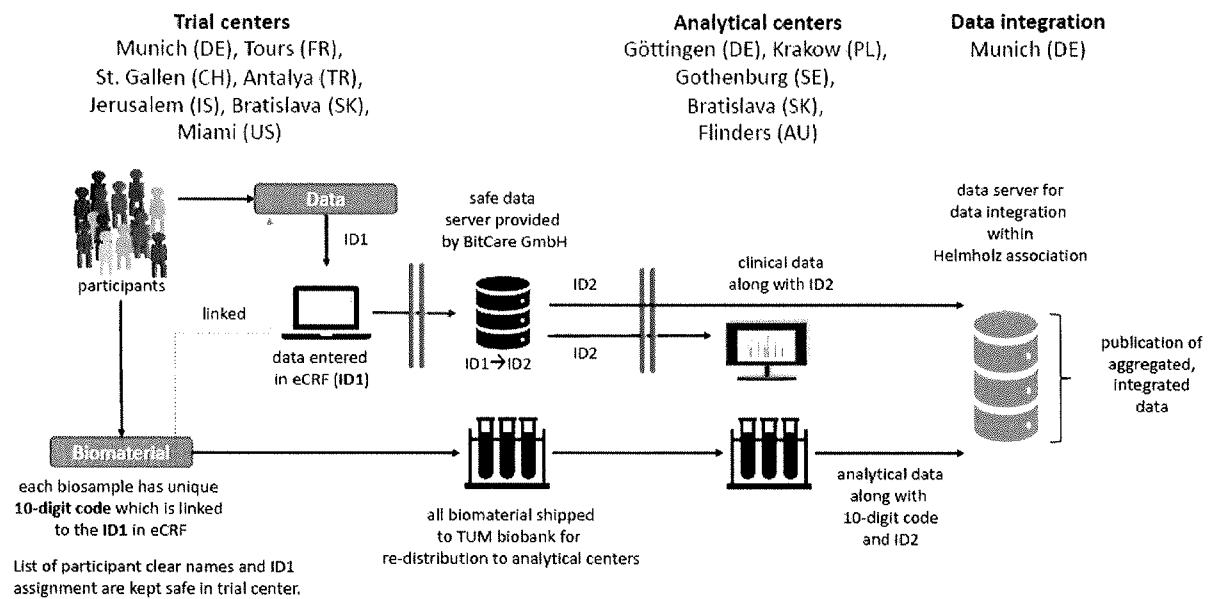 Trial centers
Munich (DE), Tours (FR),
St. Gallen (CH), Antalya (TR),
Jerusalem (IS), Bratislava (SK),
Miami (US)
Analytical centers
Göttingen (DE), Krakow (PL),
Gothenburg (SE),
Bratislava (SK),
Flinders (AU)
Data integration
Munich (DE)
participants
Data
ID1
linked
data entered
in eCRF (ID1)
safe data
server provided
by BitCare GmbH
ID1→ID2
ID2
ID2
clinical data
along with ID2
data server for
data integration
within
Helmholz association
publication of
aggregated,
integrated
data
Biomaterial
each biosample has unique
10-digit code which is linked
to the ID1 in eCRF
all biomaterial shipped
to TUM biobank for
re-distribution to analytical centers
analytical data
along with
10-digit code
and ID2
List of participant clear names and ID1
assignment are kept safe in trial center.